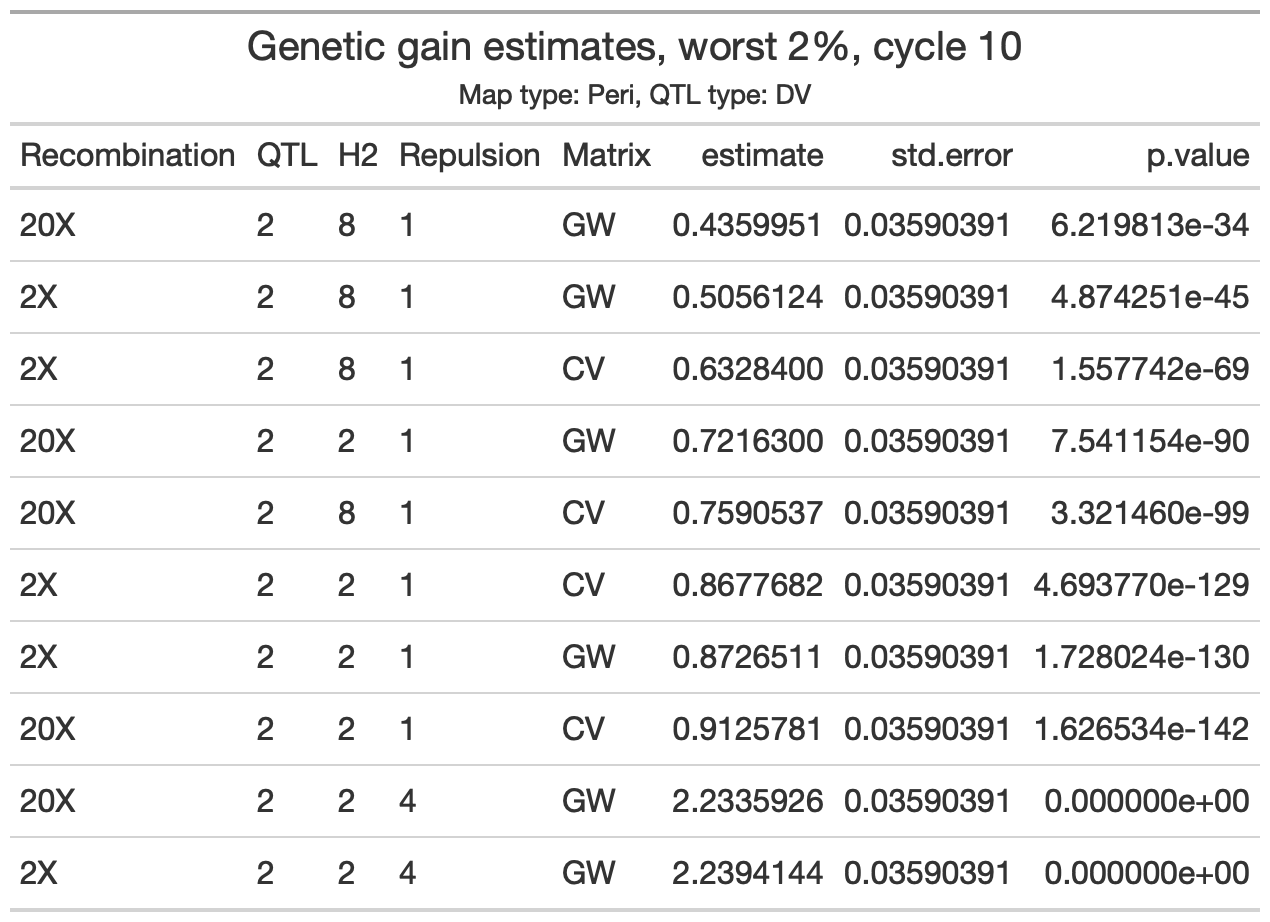 Genetic gain estimates, worst 2%, cycle 10
Map type: Peri, QTL type: DV
Recombination QTL H2 Repulsion Matrix estimate std.error p.value
20X 2 8 1 GW 0.4359951 0.03590391 6.219813e-34
2X 2 8 1 GW 0.5056124 0.03590391 4.874251e-45
2X 2 8 1 CV 0.6328400 0.03590391 1.557742e-69
20X 2 2 1 GW 0.7216300 0.03590391 7.541154e-90
20X 2 8 1 CV 0.7590537 0.03590391 3.321460e-99
2X 2 2 1 CV 0.8677682 0.03590391 4.693770e-129
2X 2 2 1 GW 0.8726511 0.03590391 1.728024e-130
20X 2 2 1 CV 0.9125781 0.03590391 1.626534e-142
20X 2 2 4 GW 2.2335926 0.03590391 0.000000e+00
2X 2 2 4 GW 2.2394144 0.03590391 0.000000e+00